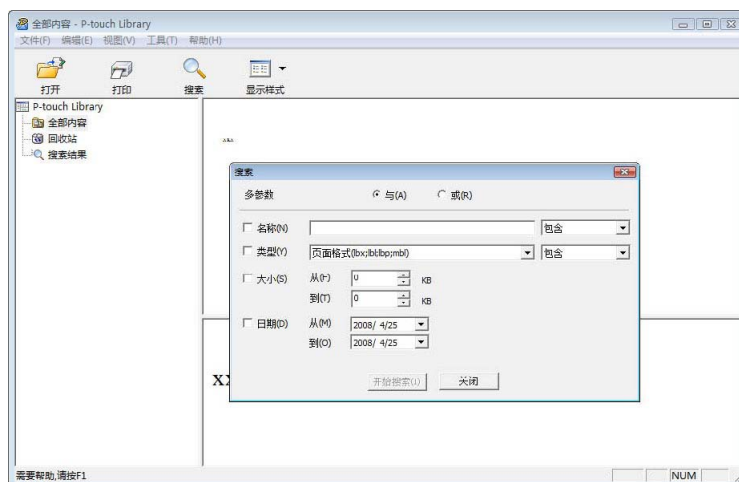 全部内容 - P-touch Library
文件(F) 编辑(E) 视图(V) 工具(T) 帮助(H)
打开 打印 搜索 显示样式
P-touch Library
全部内容
回收站
搜索结果
搜索
多参数 与(A) 或(R)
名称(N) 包含
类型(Y) 页面格式(lbx;lbl;lbp;mbl) 包含
大小(S) 从(F) 0 KB
到(T) 0 KB
日期(D) 从(M) 2008/ 4/25
到(O) 2008/ 4/25
开始搜索(I) 关闭
需要帮助,请按F1 NUM